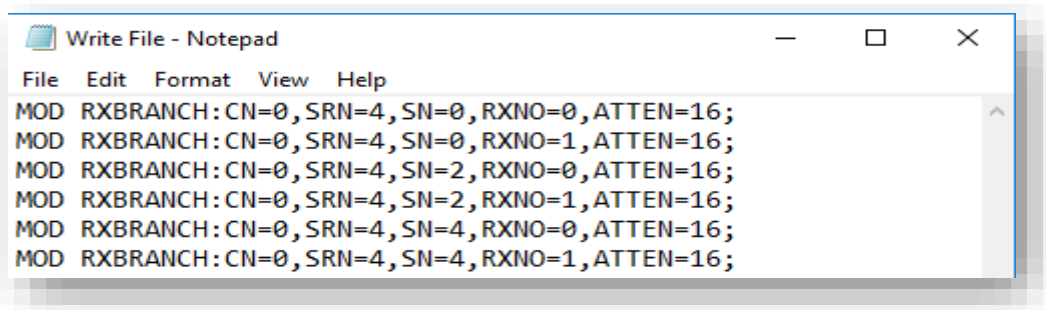 Write File - Notepad
File Edit Format View Help
MOD RXBRANCH:CN=0,SRN=4,SN=0,RXNO=0,ATTEN=16;
MOD RXBRANCH:CN=0,SRN=4,SN=0,RXNO=1,ATTEN=16;
MOD RXBRANCH:CN=0,SRN=4,SN=2,RXNO=0,ATTEN=16;
MOD RXBRANCH:CN=0,SRN=4,SN=2,RXNO=1,ATTEN=16;
MOD RXBRANCH:CN=0,SRN=4,SN=4,RXNO=0,ATTEN=16;
MOD RXBRANCH:CN=0,SRN=4,SN=4,RXNO=1,ATTEN=16;